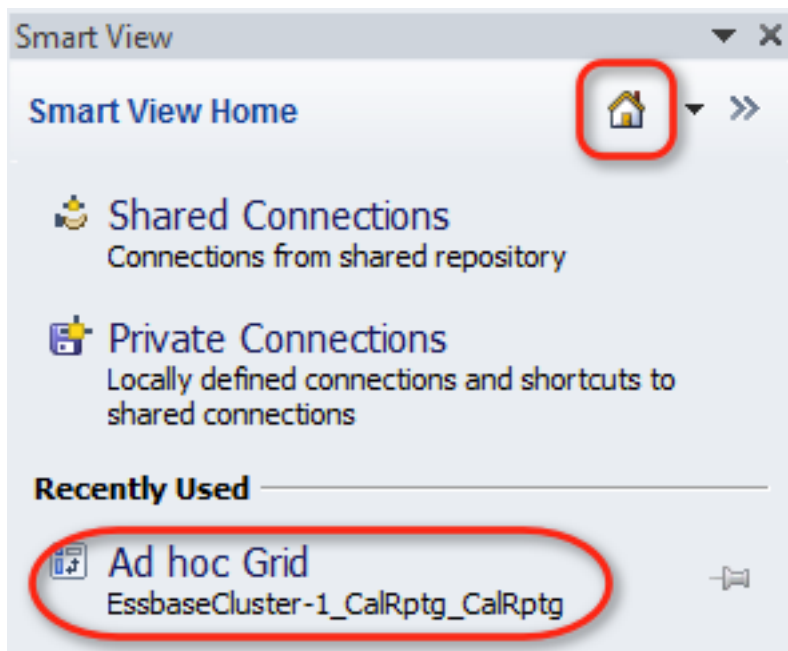 Smart View
Smart View Home
Shared Connections
Connections from shared repository
Private Connections
Locally defined connections and shortcuts to
shared connections
Recently Used
Ad hoc Grid
EssbaseCluster-1_CalRptg_CalRptg